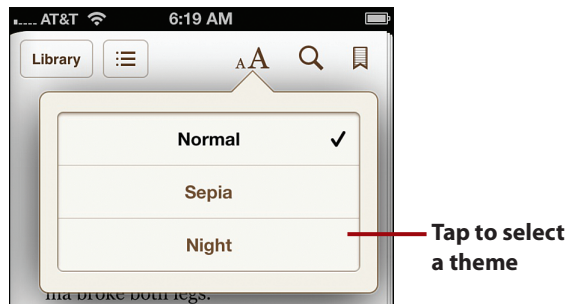 AT&T 6:19 AM
Library AA
Normal
Sepia
Night
Tap to select
a theme
ma broke both legs.